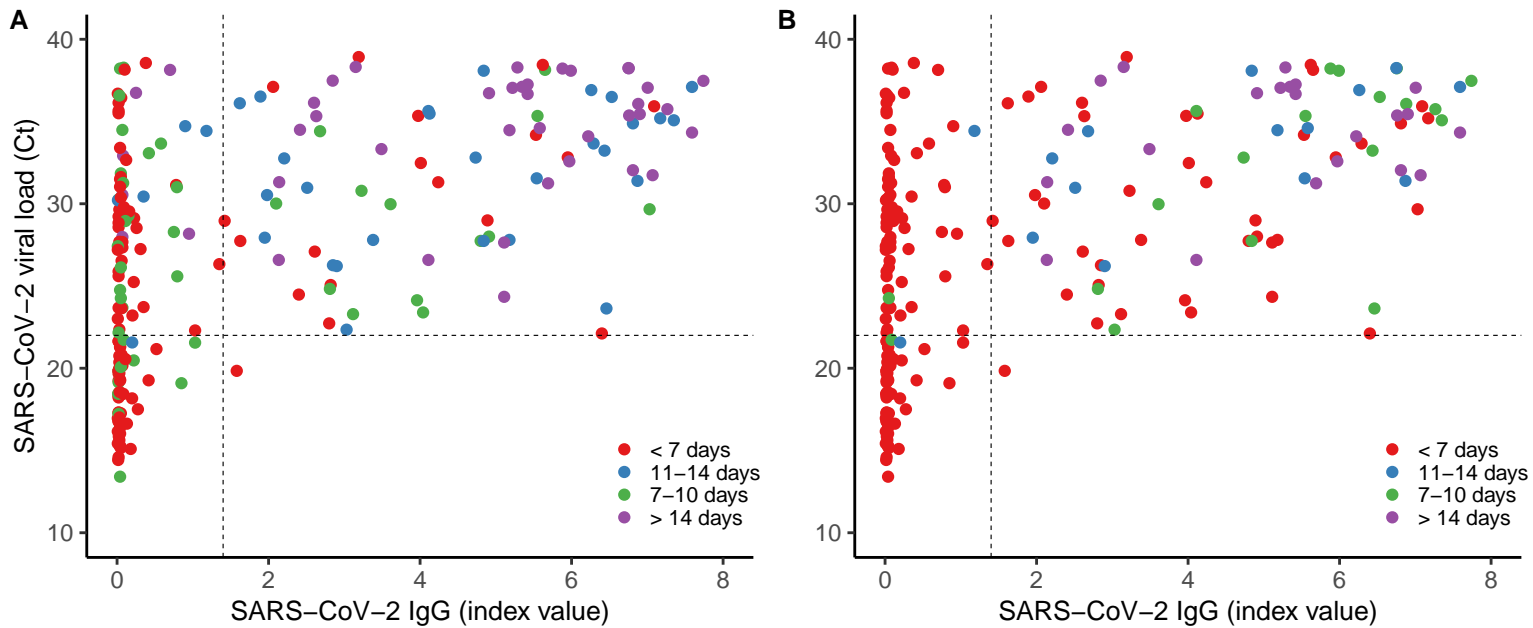 A
SARS−CoV−2 viral load (Ct)
40
30
20
10
0 2 4 6 8
SARS−CoV−2 IgG (index value)
< 7 days
11−14 days
7−10 days
> 14 days
B
40
30
20
10
0 2 4 6 8
SARS−CoV−2 IgG (index value)
< 7 days
11−14 days
7−10 days
> 14 days